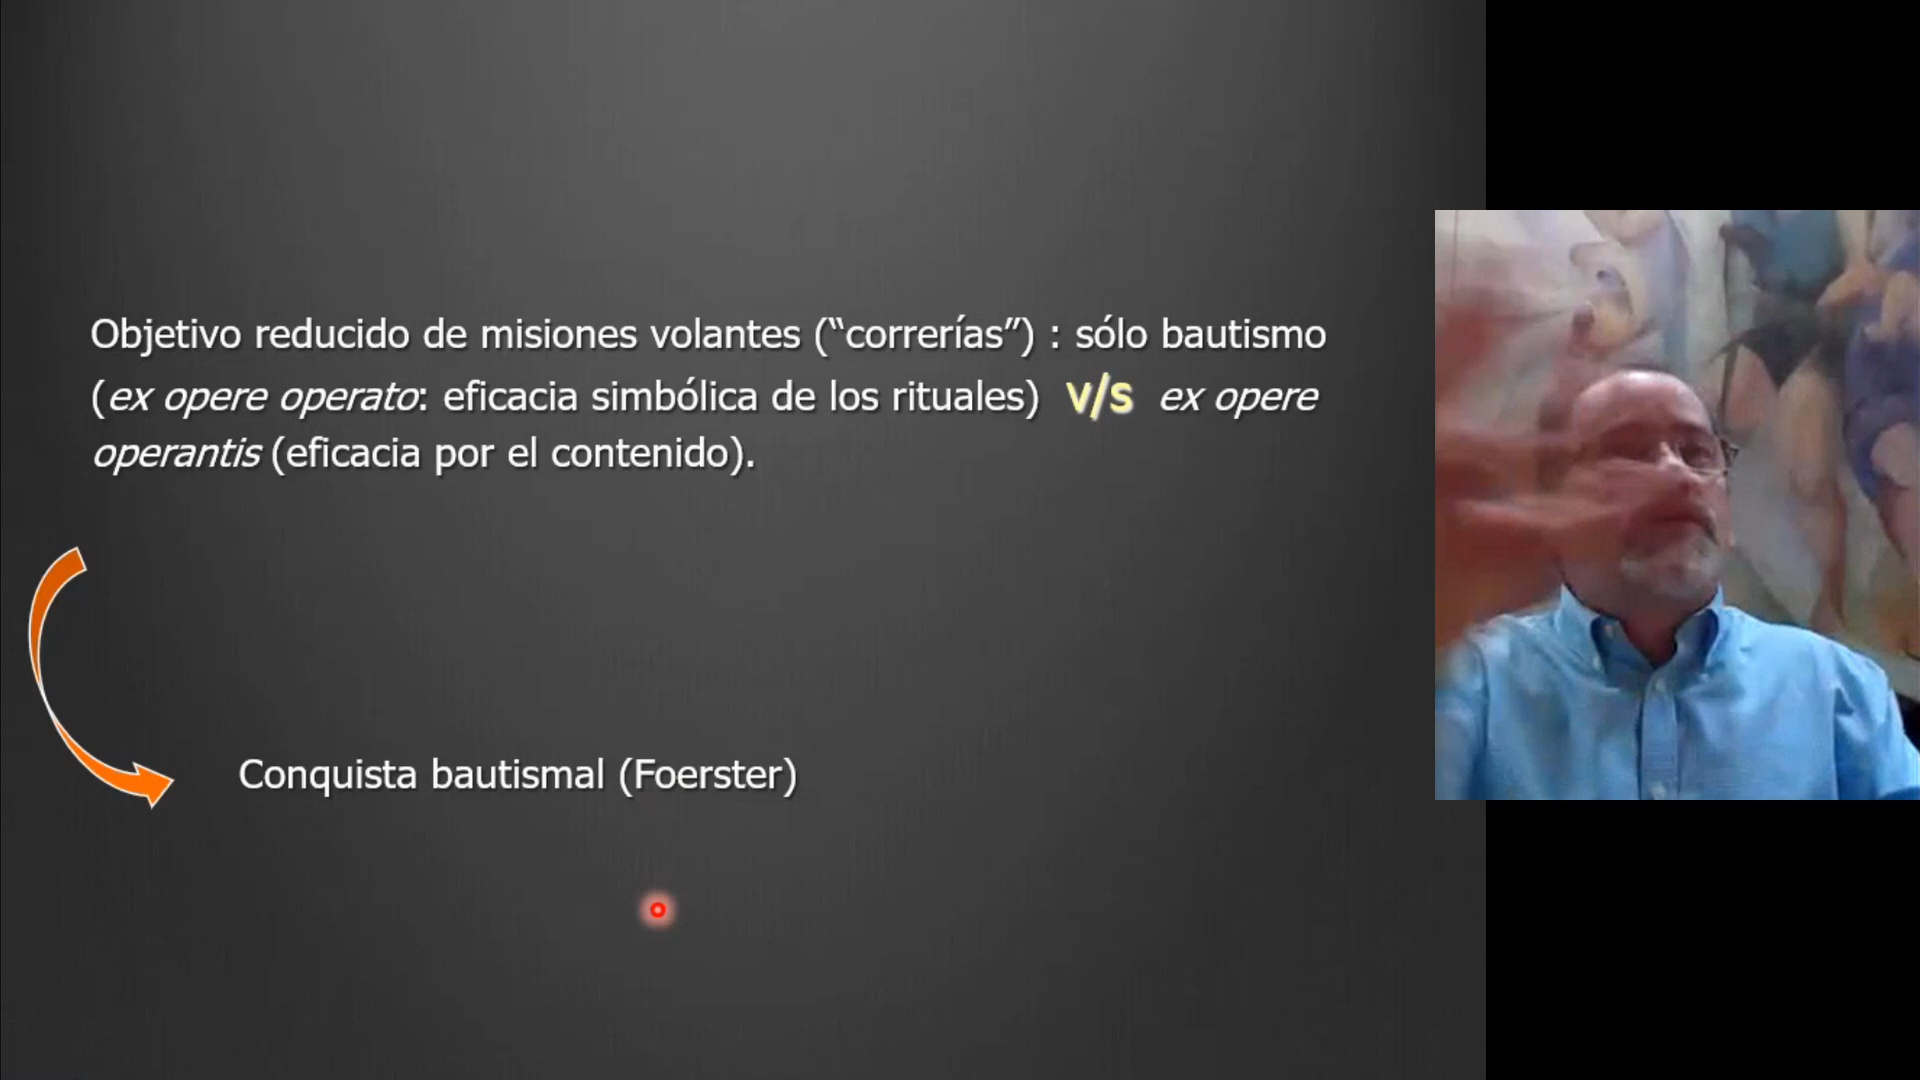 Objetivo reducido de misiones volantes (“correrías”) : sólo bautismo
(ex opere operato: eficacia simbólica de los rituales) v/s ex opere
operantis (eficacia por el contenido).
Conquista bautismal (Foerster)